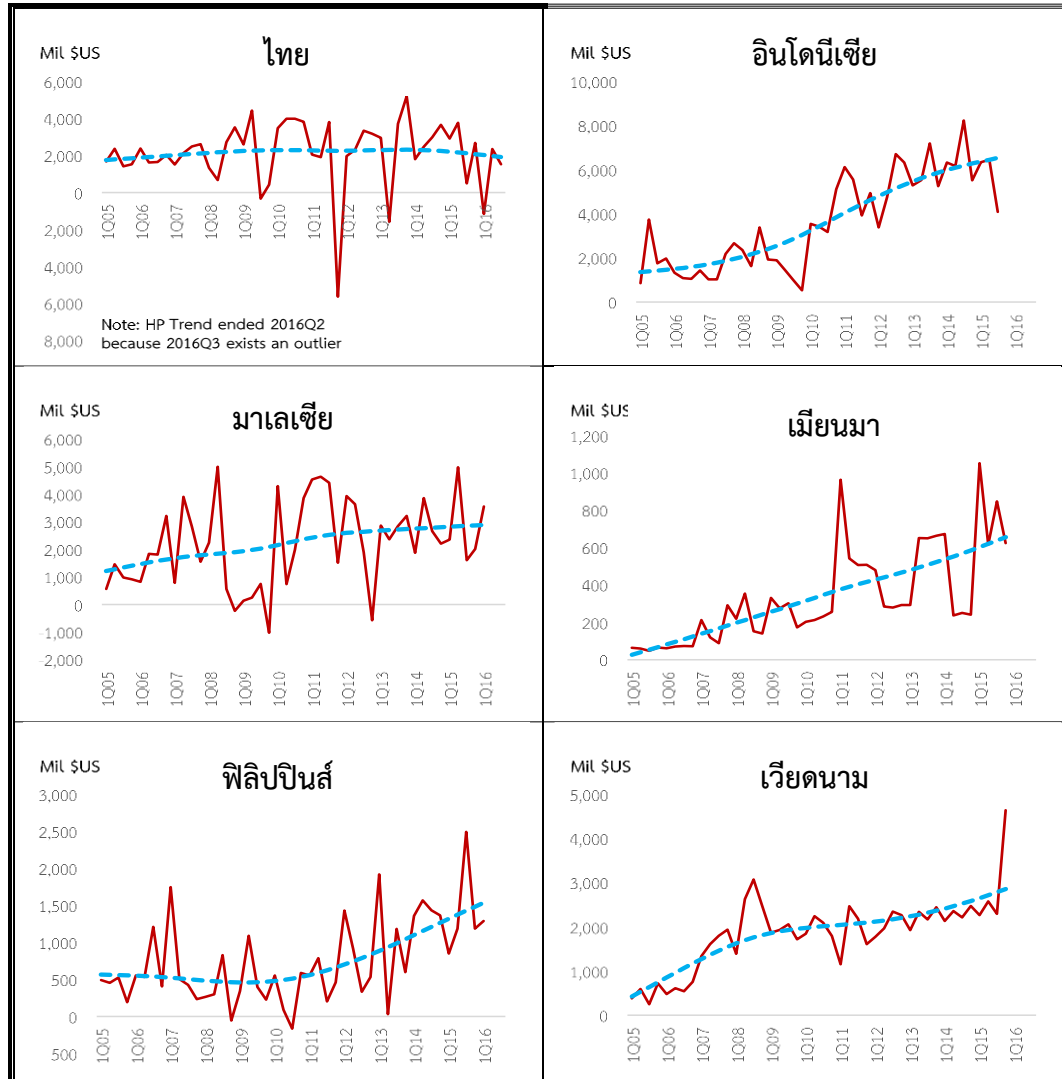 Mil $US
ไทย
6,000
4,000
2,000
0
2,000
4,000
6,000
8,000
1Q05
1Q06
1Q07
1Q08
1Q09
1Q10
1Q11
1Q12
1Q13
1Q14
1Q15
1Q16
Note: HP Trend ended 2016Q2
because 2016Q3 exists an outlier
Mil $US
อินโดนีเซีย
10,000
8,000
6,000
4,000
2,000
0
1Q05
1Q06
1Q07
1Q08
1Q09
1Q10
1Q11
1Q12
1Q13
1Q14
1Q15
1Q16
Mil $US
มาเลเซีย
6,000
5,000
4,000
3,000
2,000
1,000
0
-1,000
-2,000
1Q05
1Q06
1Q07
1Q08
1Q09
1Q10
1Q11
1Q12
1Q13
1Q14
1Q15
1Q16
Mil $US
เมียนมา
1,200
1,000
800
600
400
200
0
1Q05
1Q06
1Q07
1Q08
1Q09
1Q10
1Q11
1Q12
1Q13
1Q14
1Q15
1Q16
Mil $US
ฟิลิปปินส์
3,000
2,500
2,000
1,500
1,000
500
0
500
1Q05
1Q06
1Q07
1Q08
1Q09
1Q10
1Q11
1Q12
1Q13
1Q14
1Q15
1Q16
Mil $US
เวียดนาม
5,000
4,000
3,000
2,000
1,000
0
1Q05
1Q06
1Q07
1Q08
1Q09
1Q10
1Q11
1Q12
1Q13
1Q14
1Q15
1Q16